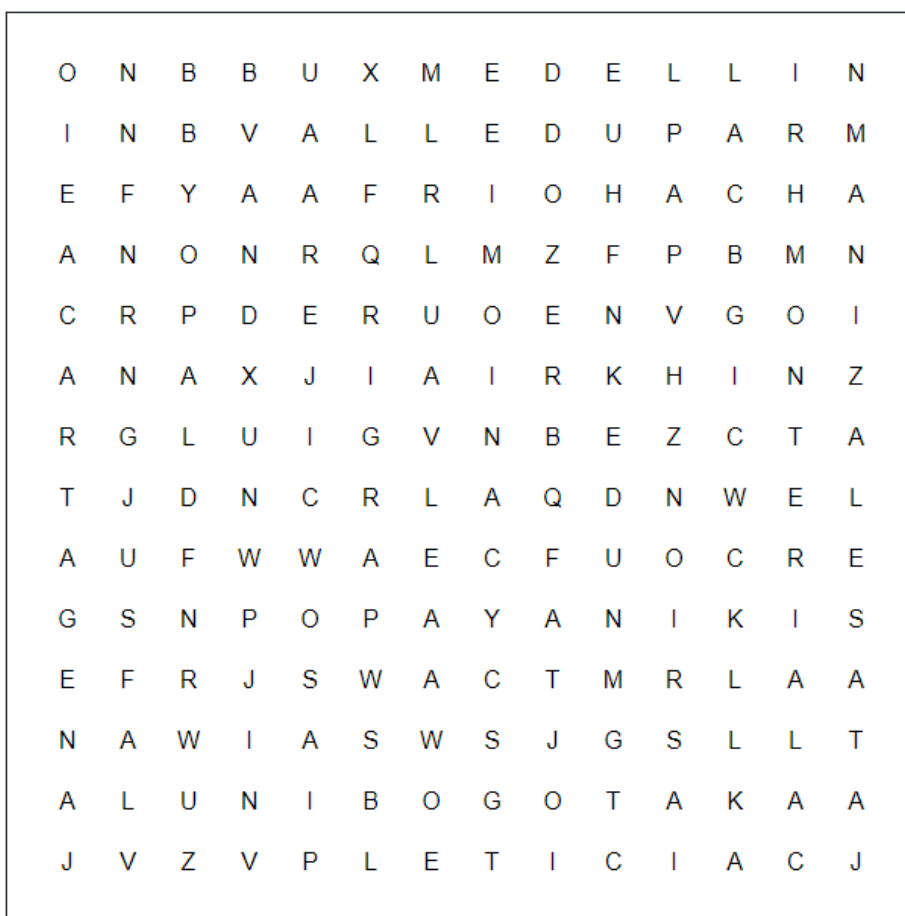 O N B B U X M E D E L L I N
I N B V A L L E D U P A R M
E F Y A A F R I O H A C H A
A N O N R Q L M Z F P B M N
C R P D E R U O E N V G O I
A N A X J I A I R K H I N Z
R G L U I G V N B E Z C T A
T J D N C R L A Q D N W E L
A U F W W A E C F U O C R E
G S N P O P A Y A N I K I S
E F R J S W A C T M R L A A
N A W I A S W S J G S L L T
A L U N I B O G O T A K A A
J V Z V P L E T I C I A C J